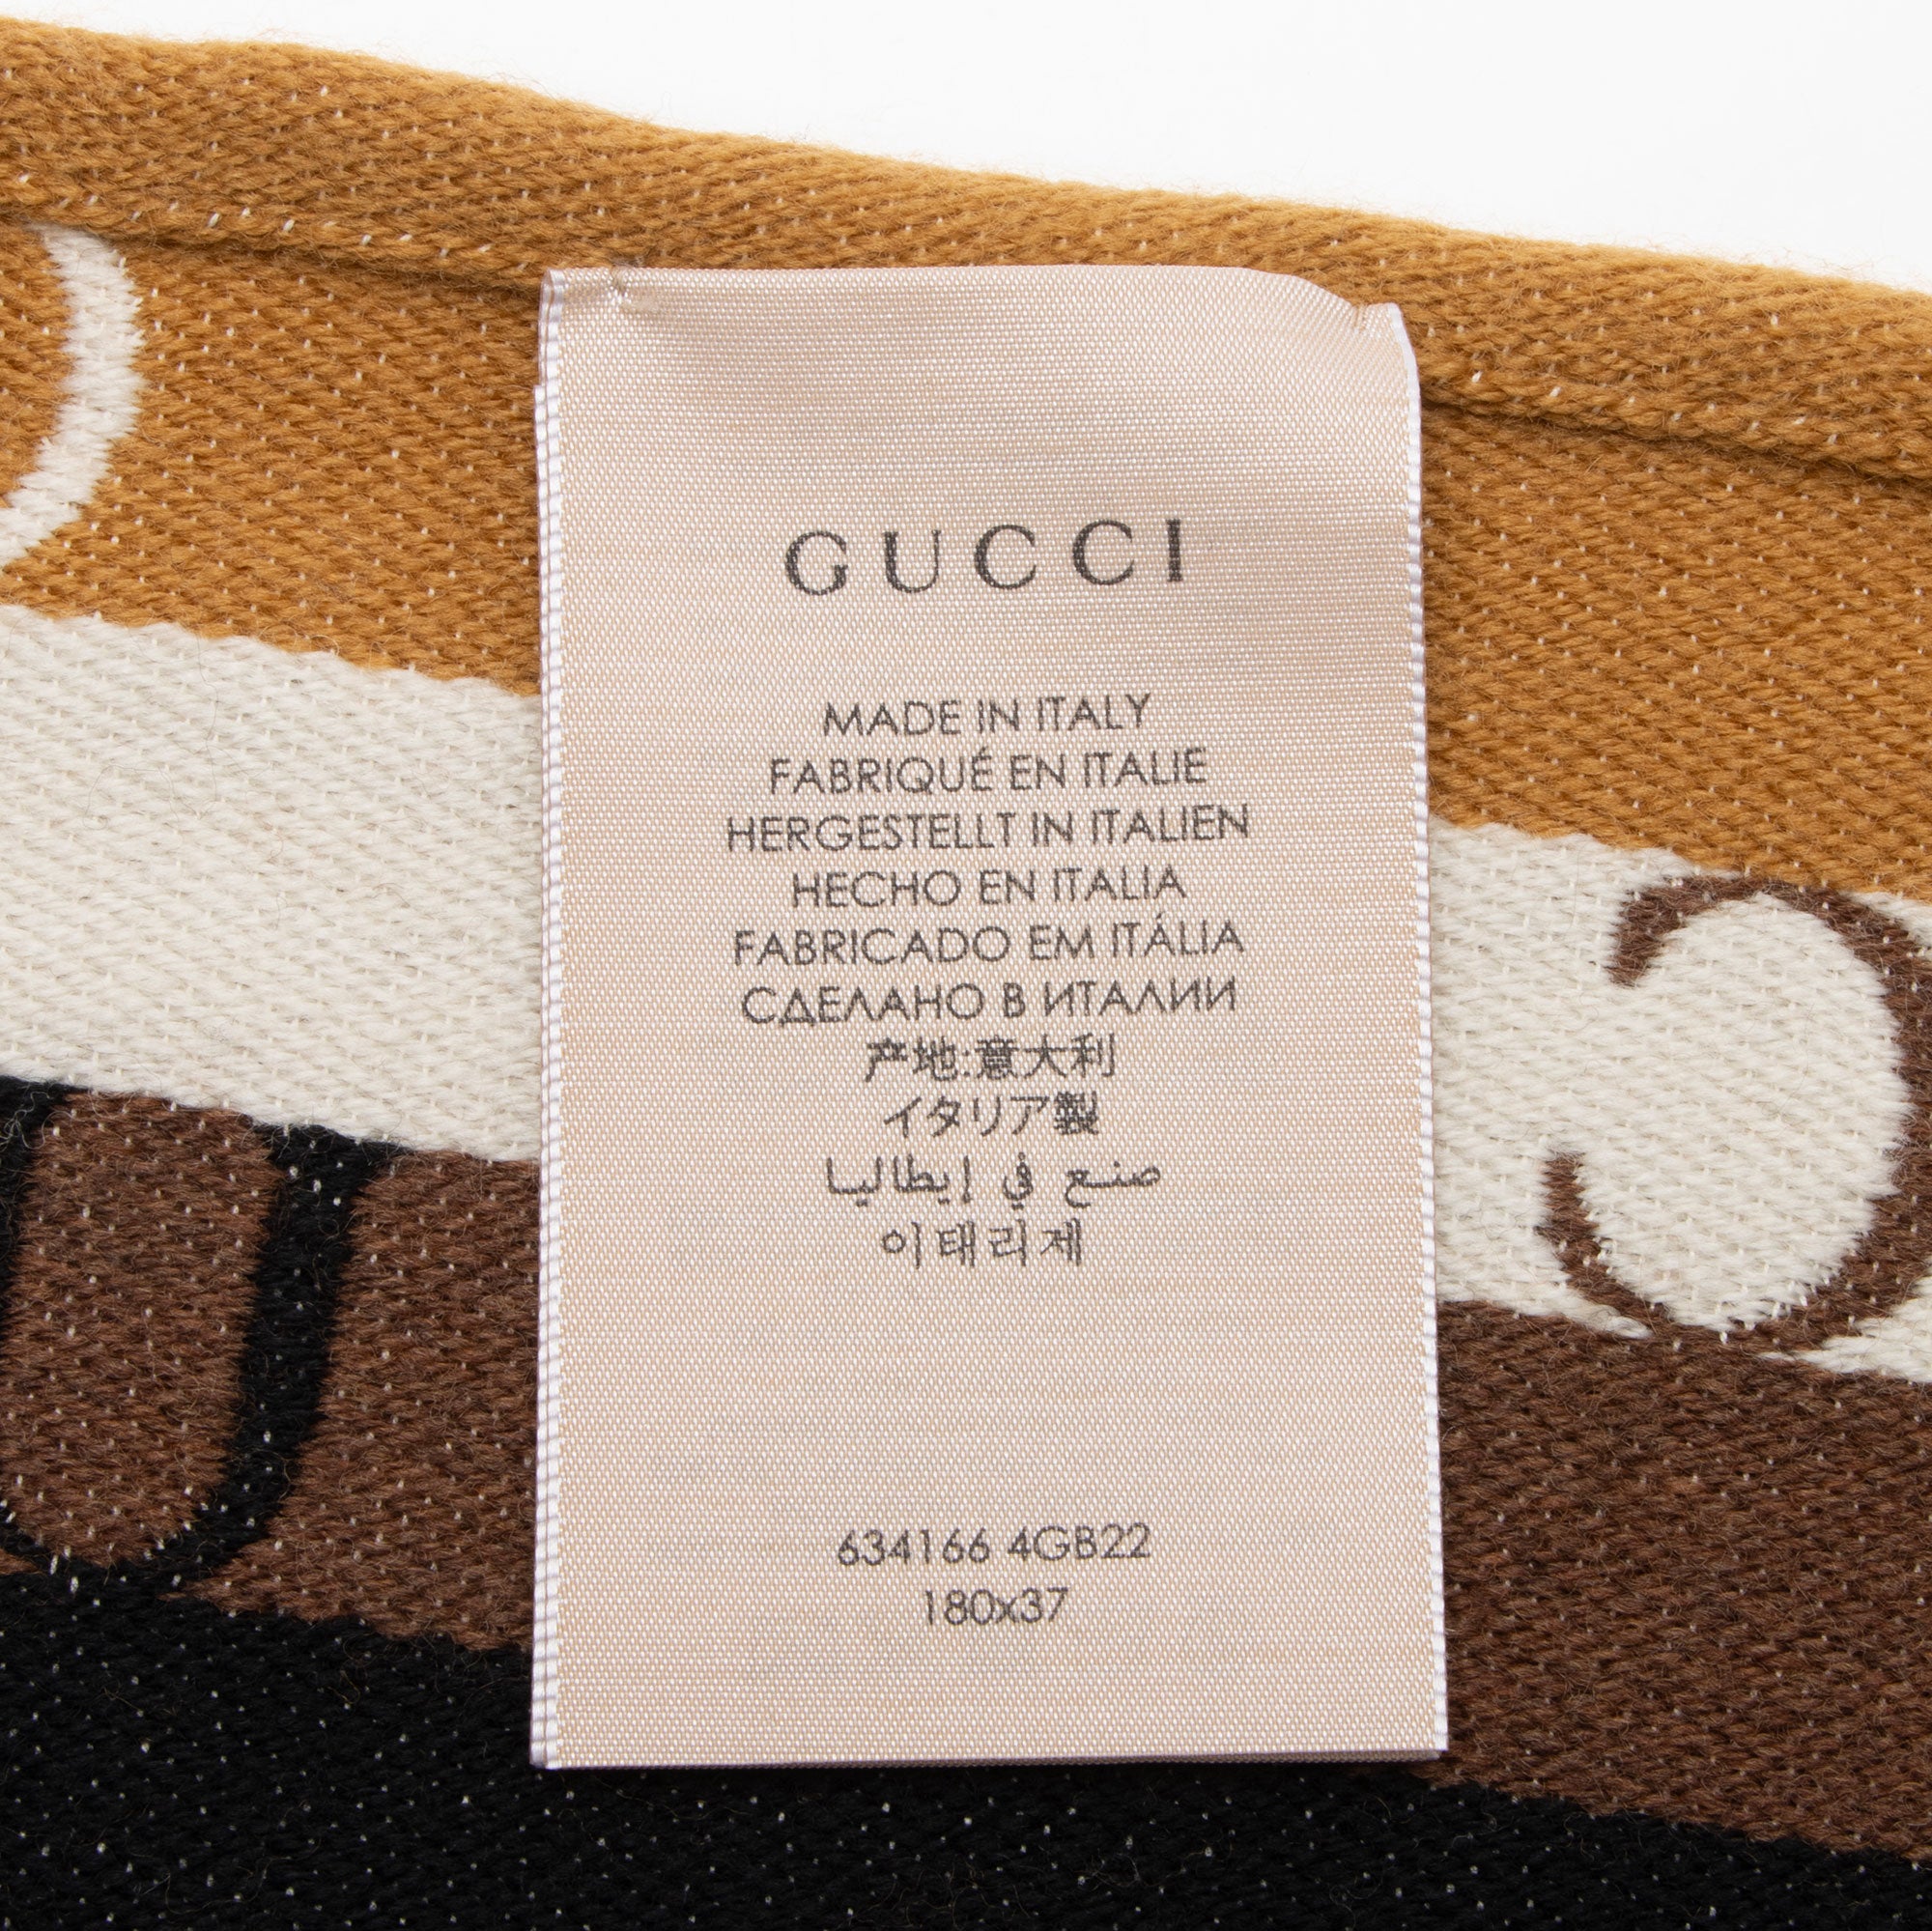 GUCCI
MADE IN ITALY
FABRIQUÉ EN ITALIE
HERGESTELLT IN ITALIEN
HECHO EN ITALIA
FABRICADO EM ITÁLIA
СДЕЛАНО В ИТАЛИИ
产地:意大利
イタリア製
صنع في إيطاليا
이태리제
634166 4GB22
180x37